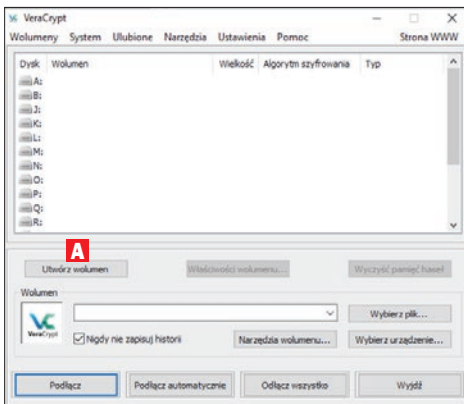 VeraCrypt
Wolumeny System Ulubione Narzędzia Ustawienia Pomoc Strona WWW
Dysk Wolumen Wielkość Algorytm szyfrowania Typ
A:
B:
J:
K:
L:
M:
N:
O:
P:
Q:
R:
A
Utwórz wolumen Właściwości wolumenu... Wyczyść pamięć haseł
Wolumen
Wybierz plik...
VeraCrypt
Nigdy nie zapisuj historii Narzędzia wolumenu... Wybierz urządzenie...
Podłącz Podłącz automatycznie Odłącz wszystko Wyjdź